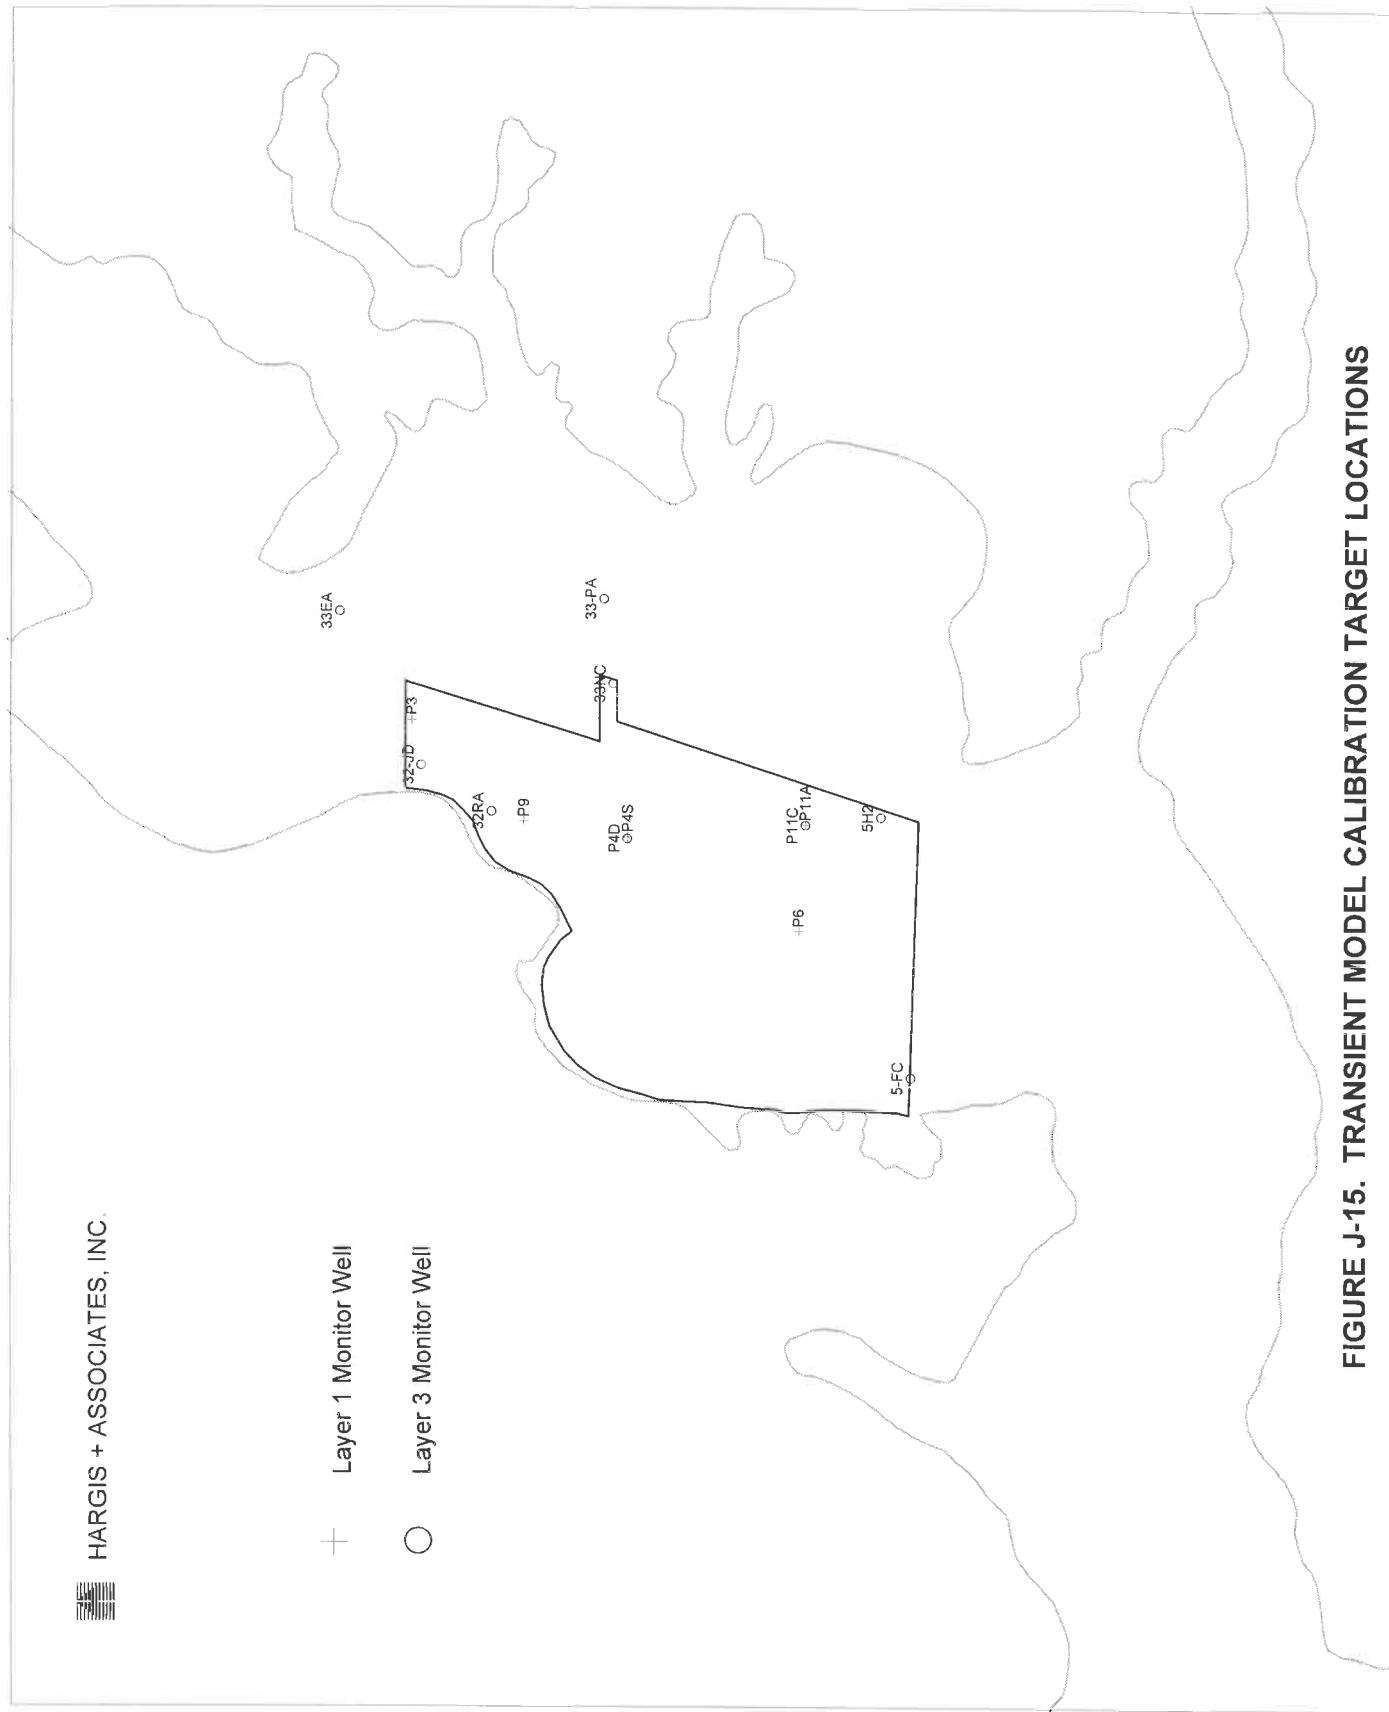 HARGIS + ASSOCIATES, INC.
Layer 1 Monitor Well
Layer 3 Monitor Well
33EA
P3
32-JD
32RA
P9
33-PA
33NC
P4D
P4S
P11C
P11A
P6
5H2
5-FC
FIGURE J-15. TRANSIENT MODEL CALIBRATION TARGET LOCATIONS